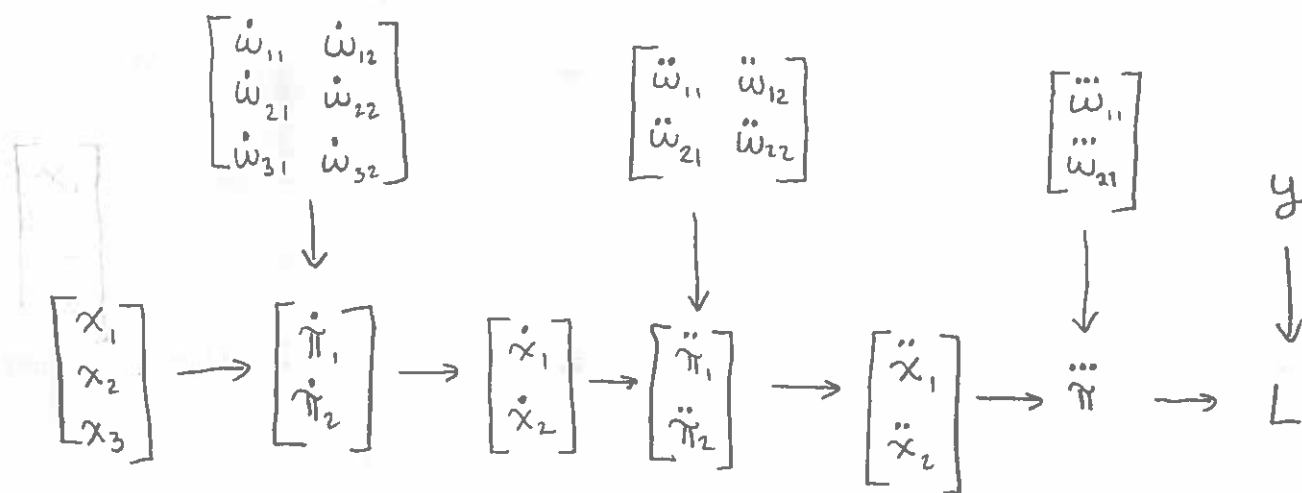 ẇ₁₁ ẇ₁₂
ẇ₂₁ ẇ₂₂
ẇ₃₁ ẇ₃₂
ẅ₁₁ ẅ₁₂
ẅ₂₁ ẅ₂₂
w⃛₁₁
w⃛₂₁
y
x₁
x₂
x₃
π̇₁
π̇₂
ẋ₁
ẋ₂
π̈₁
π̈₂
ẍ₁
ẍ₂
π⃛
L